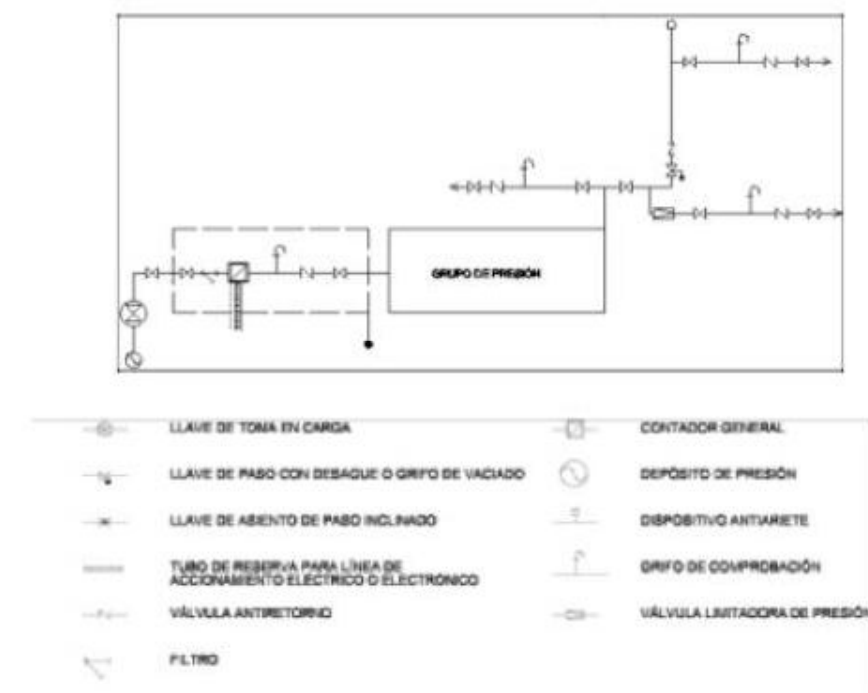 GRUPO DE PRESIÓN
LLAVE DE TOMA EN CARGA
CONTADOR GENERAL
LLAVE DE PASO CON DESAGUE O GRIFO DE VACIADO
DEPÓSITO DE PRESIÓN
LLAVE DE ASIENTO DE PASO INCLINADO
DISPOSITIVO ANTIARIETE
TUBO DE RESERVA PARA LÍNEA DE
ACCIONAMIENTO ELECTRICO O ELECTRÓNICO
GRIFO DE COMPROBACIÓN
VÁLVULA ANTIRETORNO
VÁLVULA LIMITADORA DE PRESIÓN
FILTRO